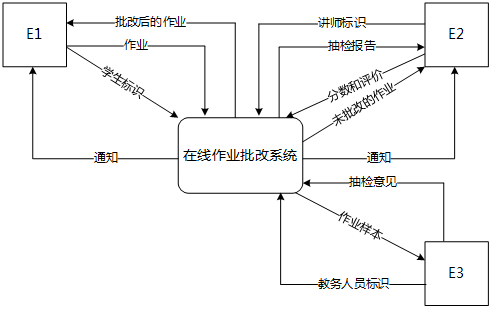 E1
批改后的作业
作业
学生标识
通知
讲师标识
抽检报告
E2
分数和评价
未批改的作业
在线作业批改系统
通知
抽检意见
作业样本
教务人员标识
E3